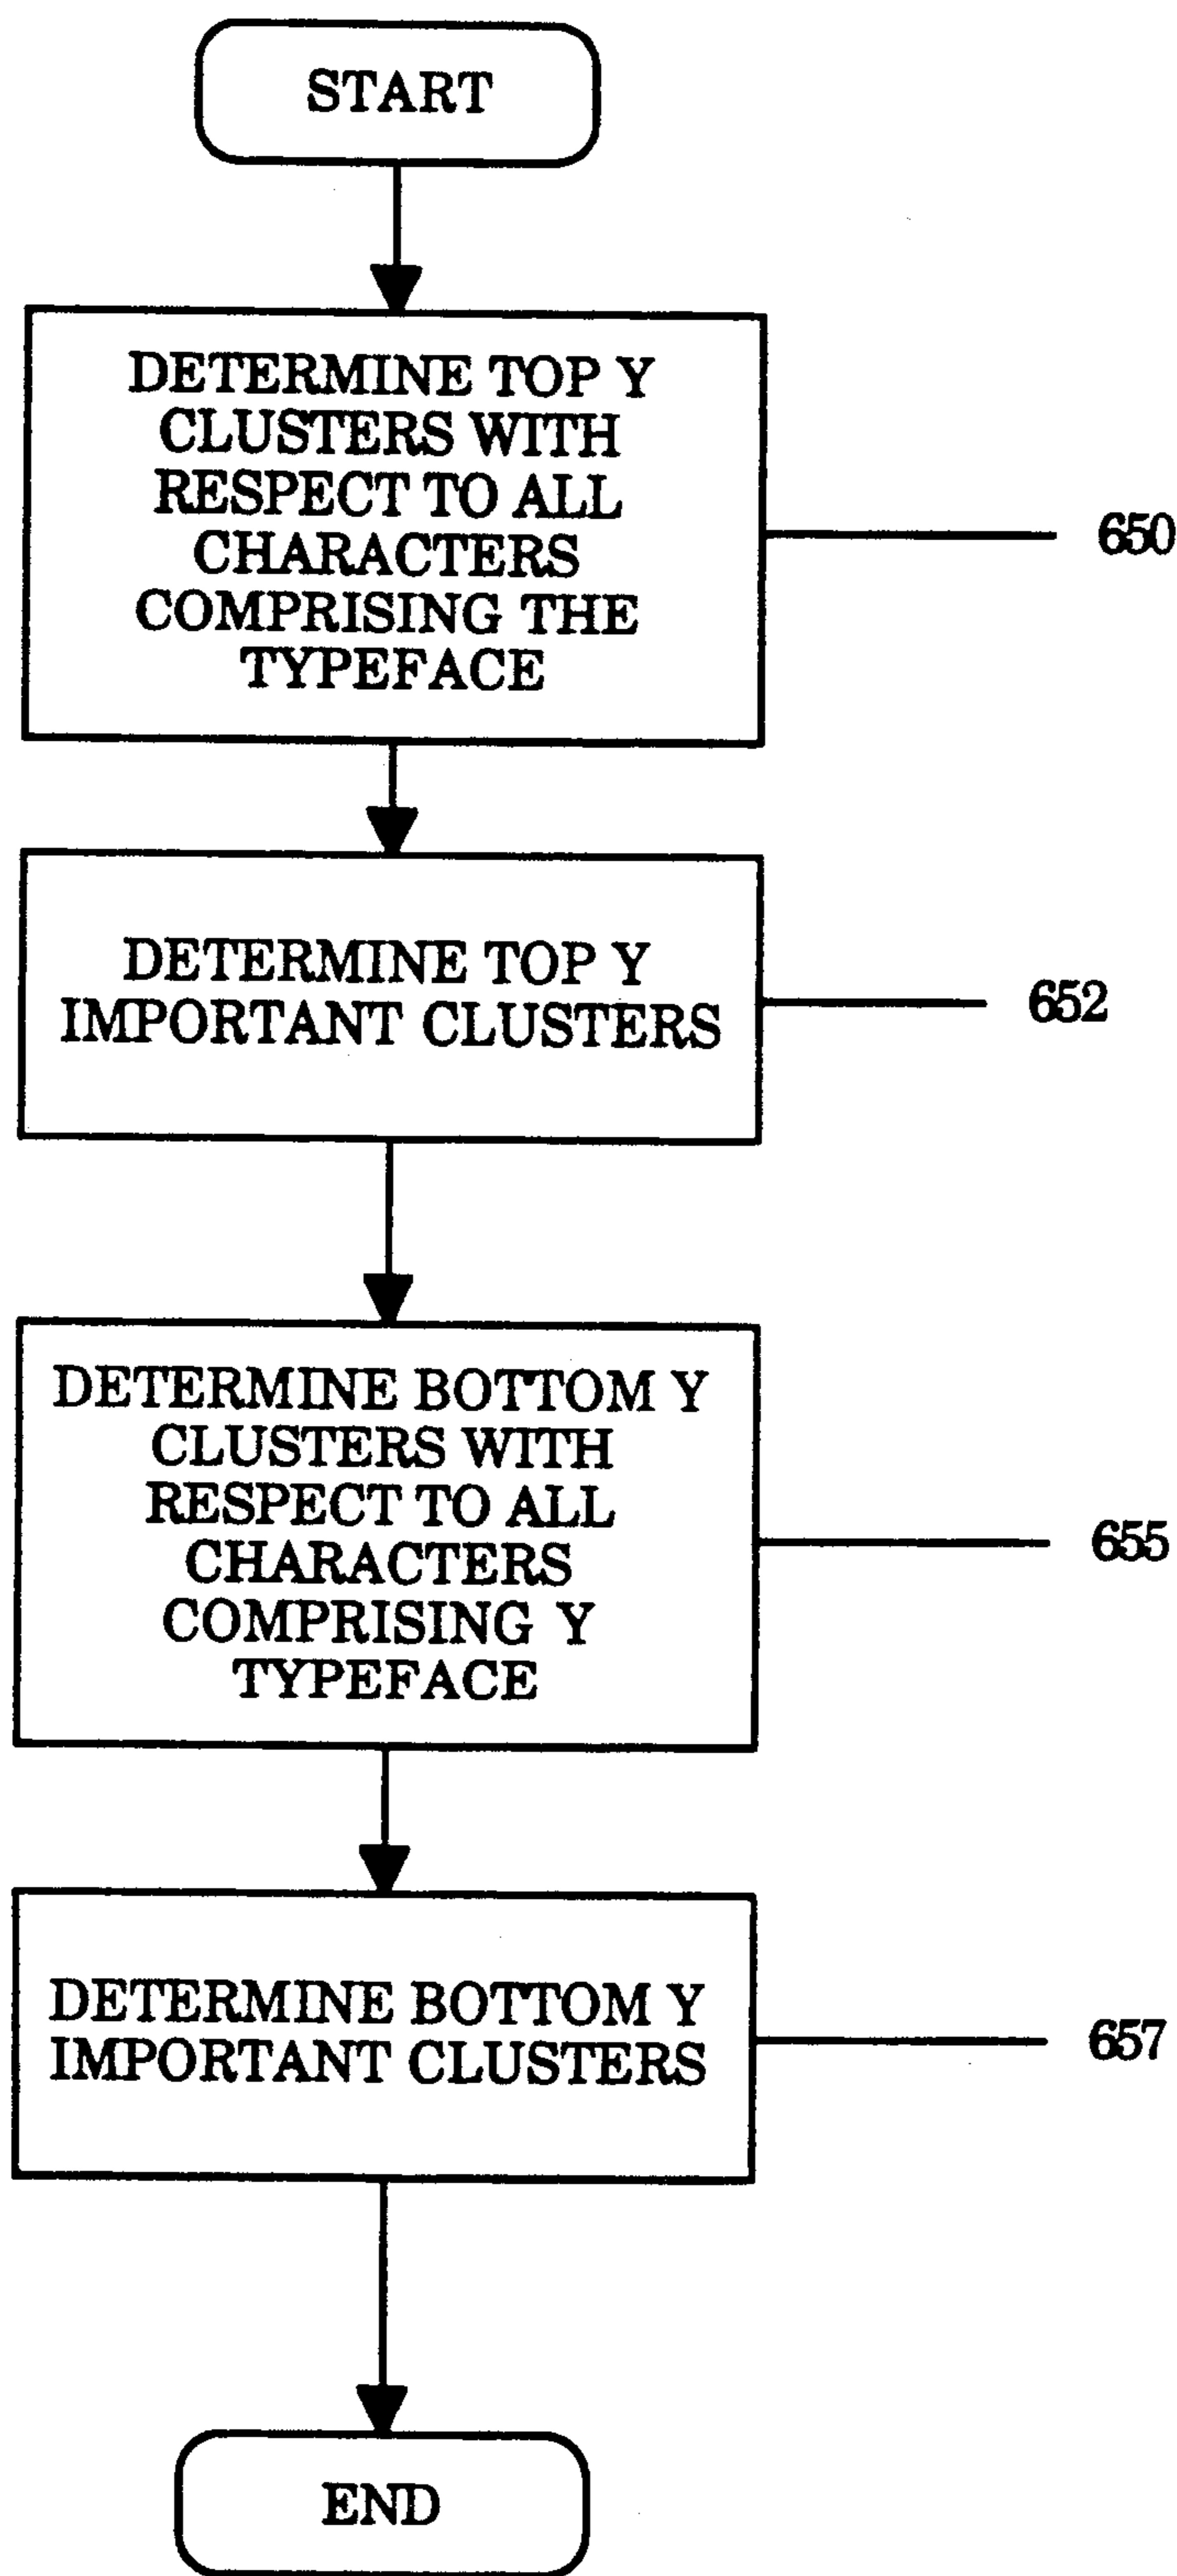 START
DETERMINE TOP Y
CLUSTERS WITH
RESPECT TO ALL
CHARACTERS
COMPRISING THE
TYPEFACE
650
DETERMINE TOP Y
IMPORTANT CLUSTERS
652
DETERMINE BOTTOM Y
CLUSTERS WITH
RESPECT TO ALL
CHARACTERS
COMPRISING Y
TYPEFACE
655
DETERMINE BOTTOM Y
IMPORTANT CLUSTERS
657
END